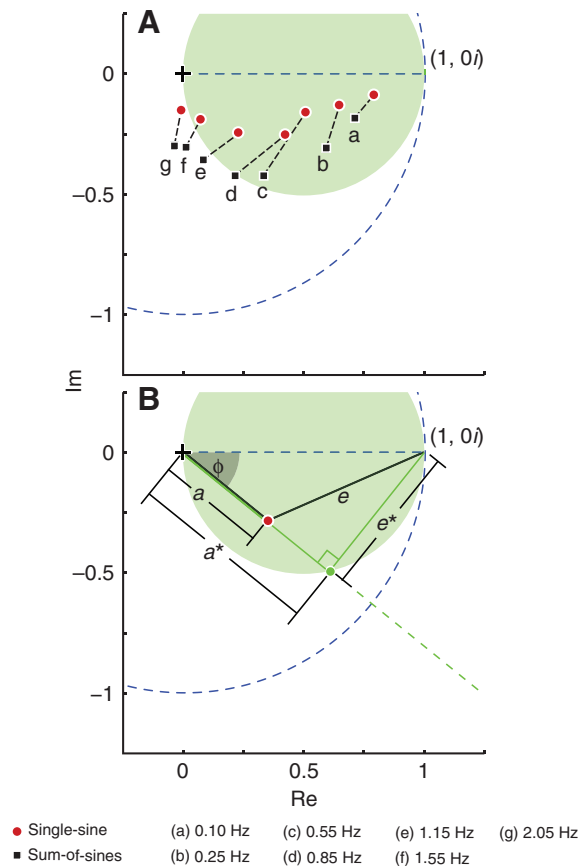 A
(1, 0i)
0
−0.5
−1
g
f
e
d
c
b
a
Im
B
(1, 0i)
0
−0.5
−1
ϕ
a
a*
e
e*
0
0.5
1
Re
Single-sine
(a) 0.10 Hz
(c) 0.55 Hz
(e) 1.15 Hz
(g) 2.05 Hz
Sum-of-sines
(b) 0.25 Hz
(d) 0.85 Hz
(f) 1.55 Hz